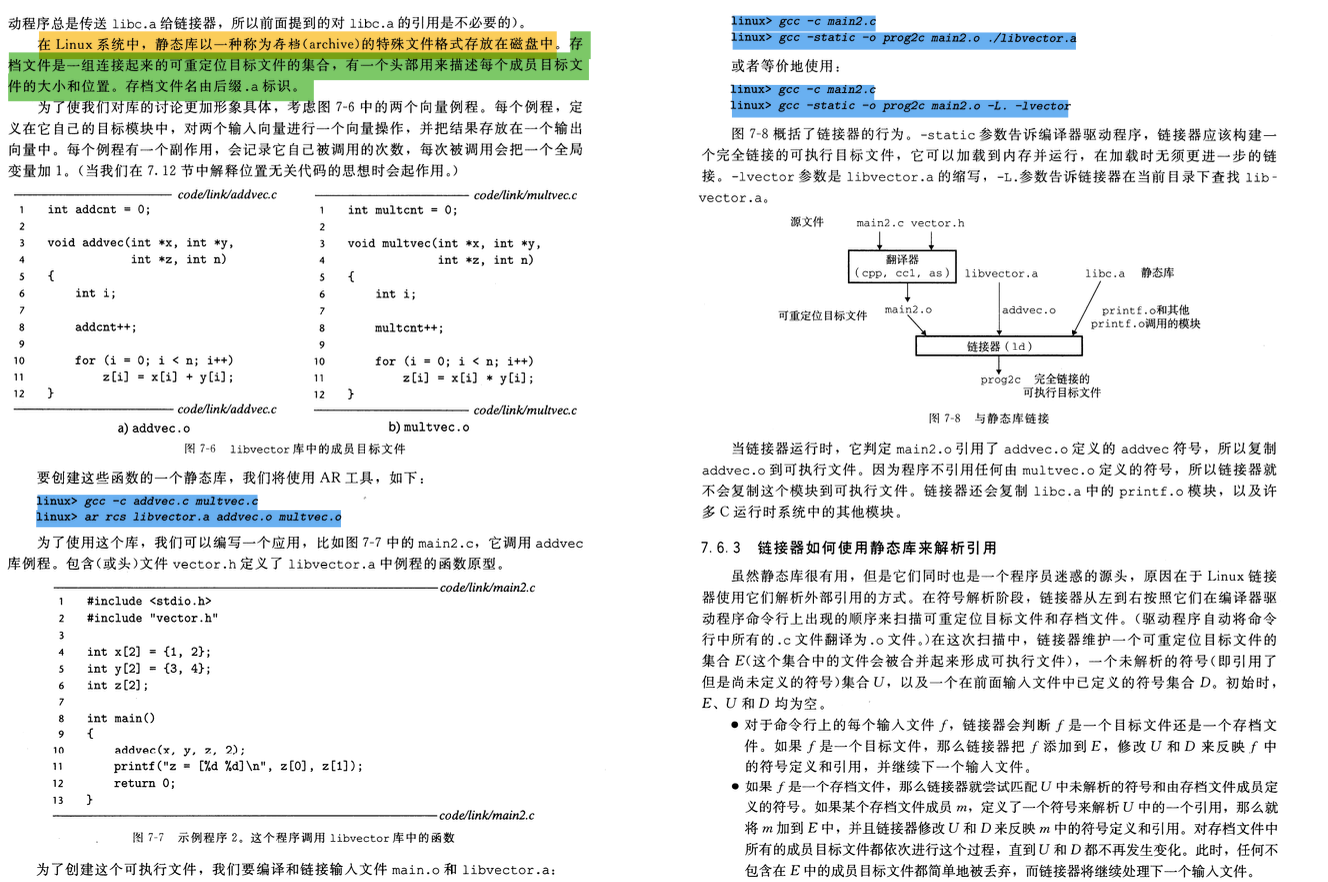 动程序总是传送 libc.a 给链接器，所以前面提到的对 libc.a 的引用是不必要的)。
在 Linux 系统中，静态库以一种称为存档(archive)的特殊文件格式存放在磁盘中。存
档文件是一组连接起来的可重定位目标文件的集合，有一个头部用来描述每个成员目标文
件的大小和位置。存档文件名由后缀.a 标识。
为了使我们对库的讨论更加形象具体，考虑图 7-6 中的两个向量例程。每个例程，定
义在它自己的目标模块中，对两个输入向量进行一个向量操作，并把结果存放在一个输出
向量中。每个例程有一个副作用，会记录它自己被调用的次数，每次被调用会把一个全局
变量加 1。(当我们在 7.12 节中解释位置无关代码的思想时会起作用。)
code/link/addvec.c
1 int addcnt = 0;
2
3 void addvec(int *x, int *y,
4 int *z, int n)
5 {
6 int i;
7
8 addcnt++;
9
10 for (i = 0; i < n; i++)
11 z[i] = x[i] + y[i];
12 }
code/link/addvec.c
a) addvec.o
code/link/multvec.c
1 int multcnt = 0;
2
3 void multvec(int *x, int *y,
4 int *z, int n)
5 {
6 int i;
7
8 multcnt++;
9
10 for (i = 0; i < n; i++)
11 z[i] = x[i] * y[i];
12 }
code/link/multvec.c
b) multvec.o
图 7-6 libvector 库中的成员目标文件
要创建这些函数的一个静态库，我们将使用 AR 工具，如下：
linux> gcc -c addvec.c multvec.c
linux> ar rcs libvector.a addvec.o multvec.o
为了使用这个库，我们可以编写一个应用，比如图 7-7 中的 main2.c，它调用 addvec
库例程。包含(或头)文件 vector.h 定义了 libvector.a 中例程的函数原型。
code/link/main2.c
1 #include <stdio.h>
2 #include "vector.h"
3
4 int x[2] = {1, 2};
5 int y[2] = {3, 4};
6 int z[2];
7
8 int main()
9 {
10 addvec(x, y, z, 2);
11 printf("z = [%d %d]\n", z[0], z[1]);
12 return 0;
13 }
code/link/main2.c
图 7-7 示例程序 2。这个程序调用 libvector 库中的函数
为了创建这个可执行文件，我们要编译和链接输入文件 main.o 和 libvector.a：
linux> gcc -c main2.c
linux> gcc -static -o prog2c main2.o ./libvector.a
或者等价地使用：
linux> gcc -c main2.c
linux> gcc -static -o prog2c main2.o -L. -lvector
图 7-8 概括了链接器的行为。-static 参数告诉编译器驱动程序，链接器应该构建一
个完全链接的可执行目标文件，它可以加载到内存并运行，在加载时无须更进一步的链
接。-lvector 参数是 libvector.a 的缩写，-L.参数告诉链接器在当前目录下查找 lib-
vector.a。
源文件 main2.c vector.h
翻译器
(cpp, cc1, as)
libvector.a
libc.a 静态库
可重定位目标文件
main2.o
addvec.o
printf.o和其他
printf.o调用的模块
链接器 (ld)
prog2c 完全链接的
可执行目标文件
图 7-8 与静态库链接
当链接器运行时，它判定 main2.o 引用了 addvec.o 定义的 addvec 符号，所以复制
addvec.o 到可执行文件。因为程序不引用任何由 multvec.o 定义的符号，所以链接器就
不会复制这个模块到可执行文件。链接器还会复制 libc.a 中的 printf.o 模块，以及许
多 C 运行时系统中的其他模块。
7.6.3 链接器如何使用静态库来解析引用
虽然静态库很有用，但是它们同时也是一个程序员迷惑的源头，原因在于 Linux 链接
器使用它们解析外部引用的方式。在符号解析阶段，链接器从左到右按照它们在编译器驱
动程序命令行上出现的顺序来扫描可重定位目标文件和存档文件。(驱动程序自动将命令
行中所有的.c 文件翻译为.o 文件。)在这次扫描中，链接器维护一个可重定位目标文件的
集合 E(这个集合中的文件会被合并起来形成可执行文件)，一个未解析的符号(即引用了
但是尚未定义的符号)集合 U，以及一个在前面输入文件中已定义的符号集合 D。初始时，
E、U 和 D 均为空。
● 对于命令行上的每个输入文件 f，链接器会判断 f 是一个目标文件还是一个存档文
件。如果 f 是一个目标文件，那么链接器把 f 添加到 E，修改 U 和 D 来反映 f 中
的符号定义和引用，并继续下一个输入文件。
● 如果 f 是一个存档文件，那么链接器就尝试匹配 U 中未解析的符号和由存档文件成员定
义的符号。如果某个存档文件成员 m，定义了一个符号来解析 U 中的一个引用，那么就
将 m 加到 E 中，并且链接器修改 U 和 D 来反映 m 中的符号定义和引用。对存档文件中
所有的成员目标文件都依次进行这个过程，直到 U 和 D 都不再发生变化。此时，任何不
包含在 E 中的成员目标文件都简单地被丢弃，而链接器将继续处理下一个输入文件。